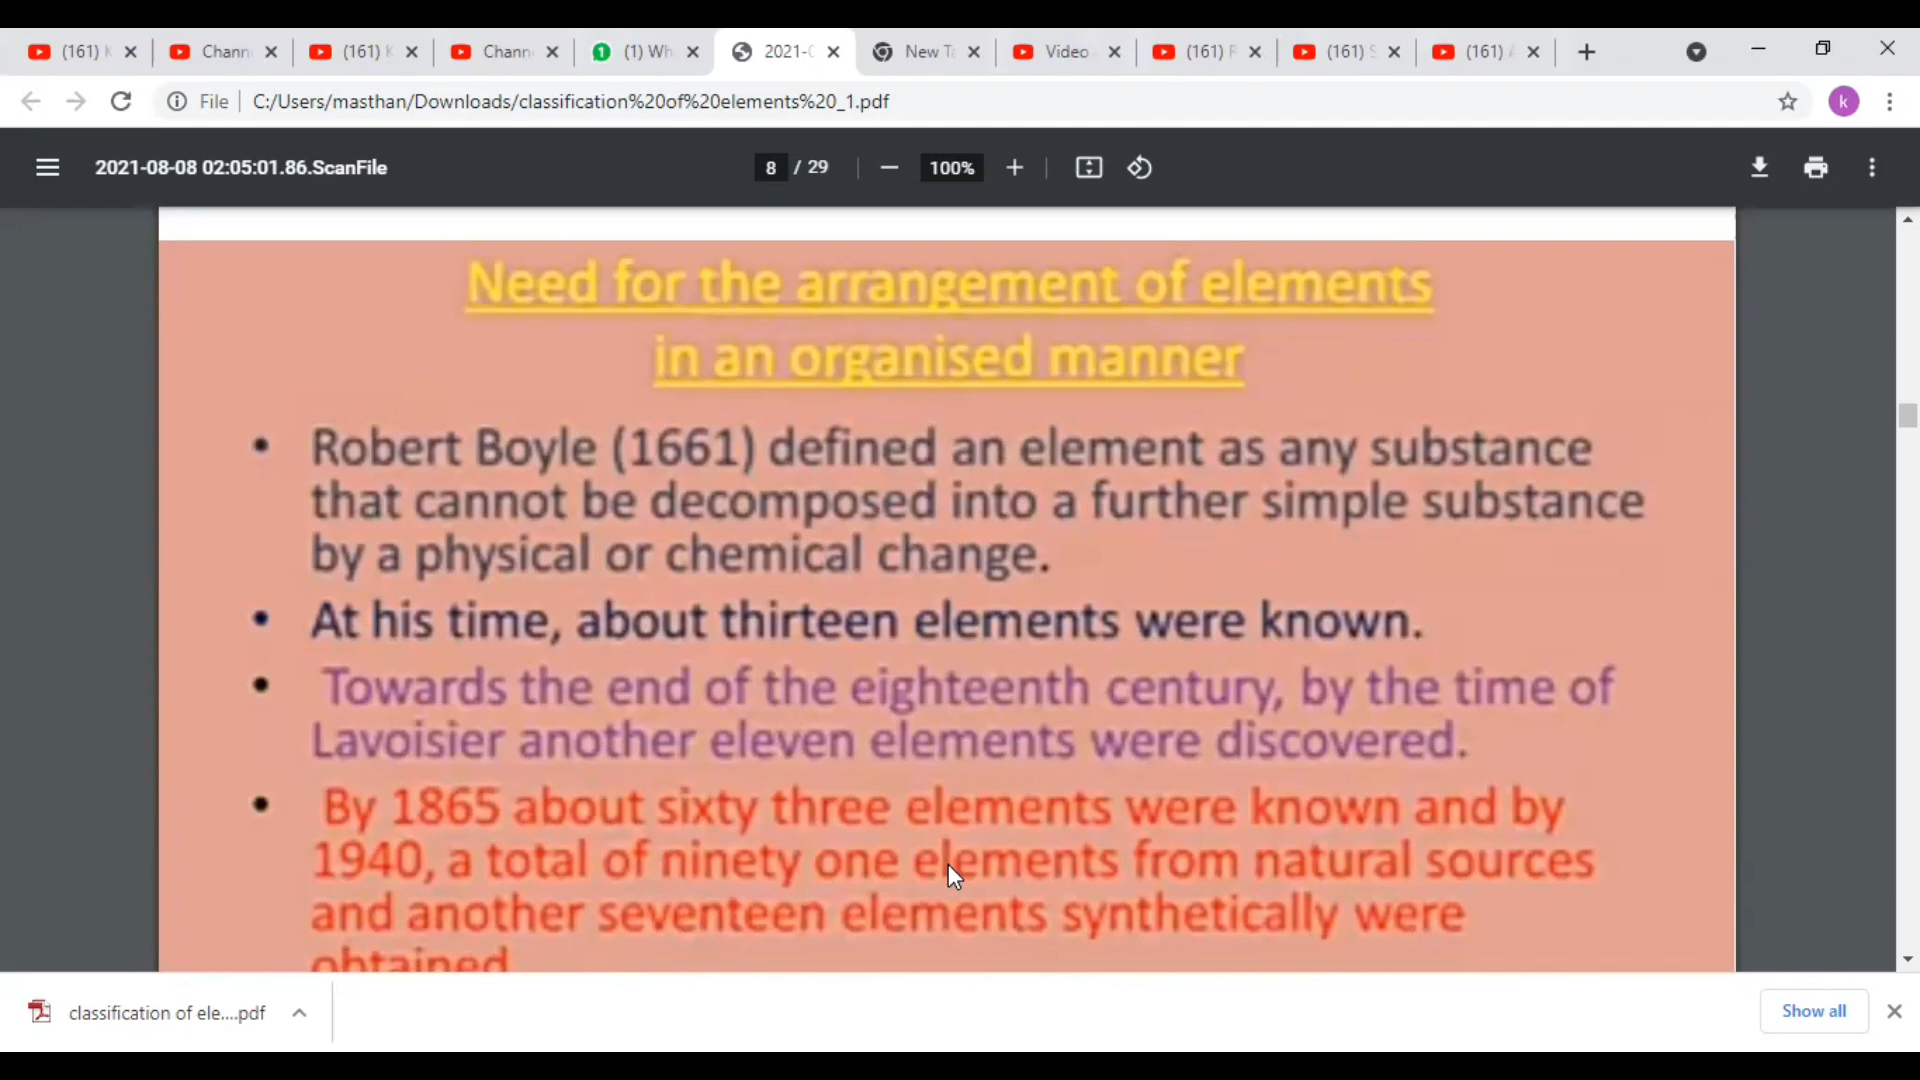 (161) K
Chann
(161) K
Chann
(1) Wh
2021-0
New Ta
Video
(161) F
(161) S
(161)
File
C:/Users/masthan/Downloads/classification%20of%20elements%20_1.pdf
k
2021-08-08 02:05:01.86.ScanFile
8 / 29
100%
Need for the arrangement of elements
in an organised manner
• Robert Boyle (1661) defined an element as any substance
that cannot be decomposed into a further simple substance
by a physical or chemical change.
• At his time, about thirteen elements were known.
• Towards the end of the eighteenth century, by the time of
Lavoisier another eleven elements were discovered.
• By 1865 about sixty three elements were known and by
1940, a total of ninety one elements from natural sources
and another seventeen elements synthetically were
obtained
classification of ele....pdf
Show all